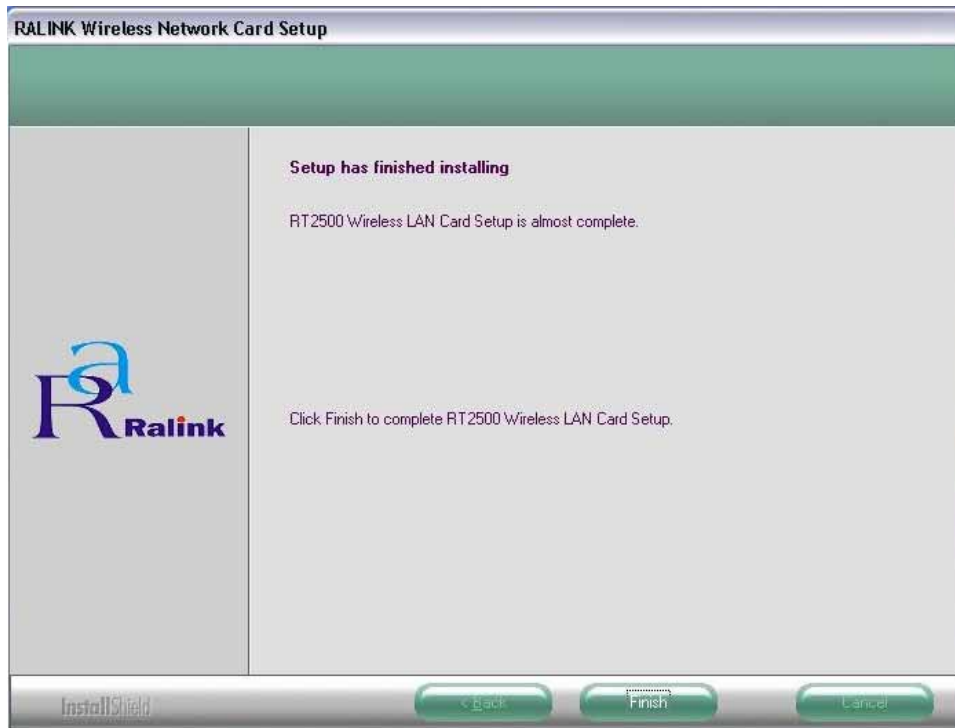 RALINK Wireless Network Card Setup
Setup has finished installing
RT2500 Wireless LAN Card Setup is almost complete.
Ra
Ralink
Click Finish to complete RT2500 Wireless LAN Card Setup.
InstallShield
< Back
Finish
Cancel